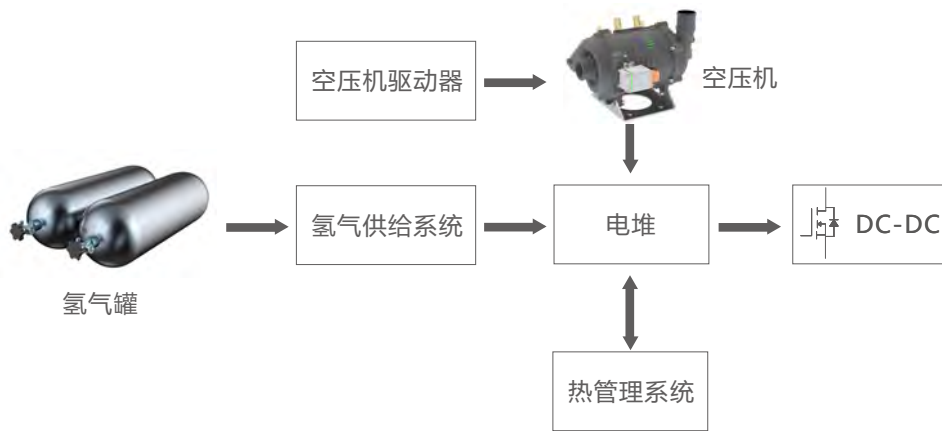 空压机驱动器
空压机
氢气供给系统
电堆
DC-DC
氢气罐
热管理系统